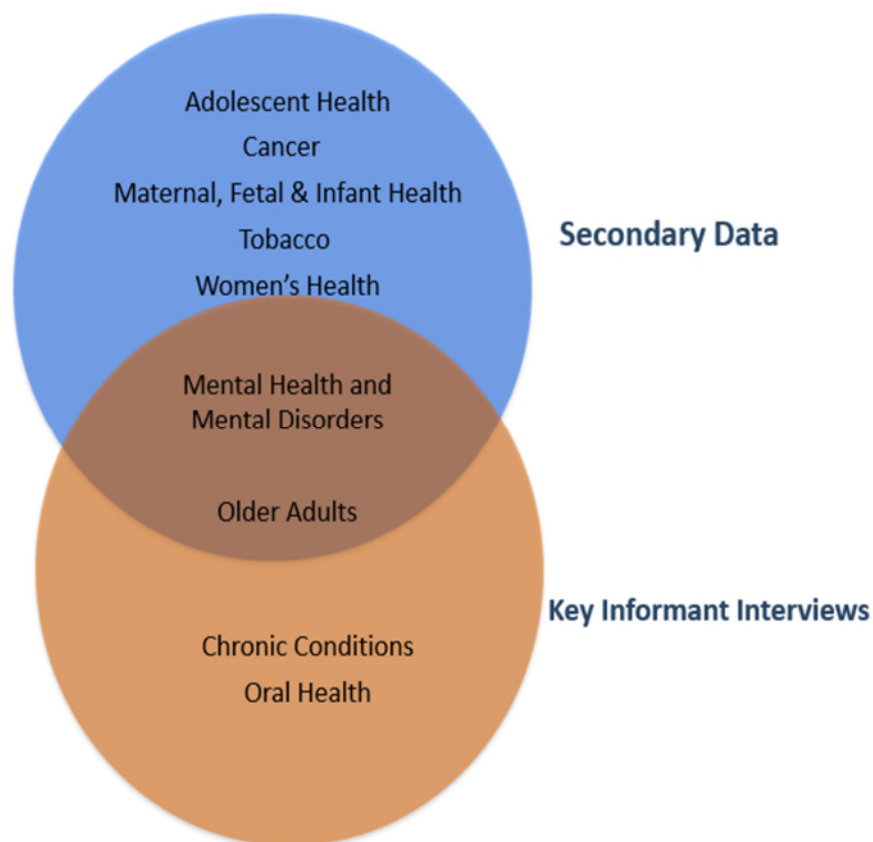 Adolescent Health
Cancer
Maternal, Fetal & Infant Health
Tobacco
Women’s Health
Secondary Data
Mental Health and
Mental Disorders
Older Adults
Key Informant Interviews
Chronic Conditions
Oral Health